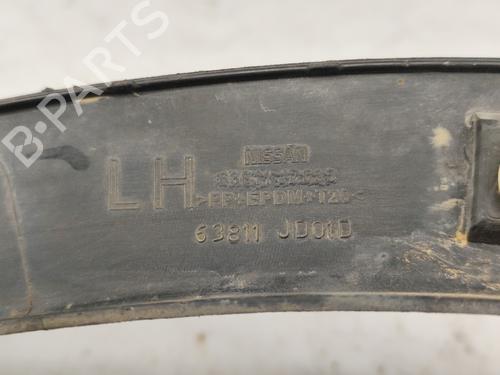 B-PARTS
NISSAN
LH
>PP+EPDM-T20<
63811 JD01D